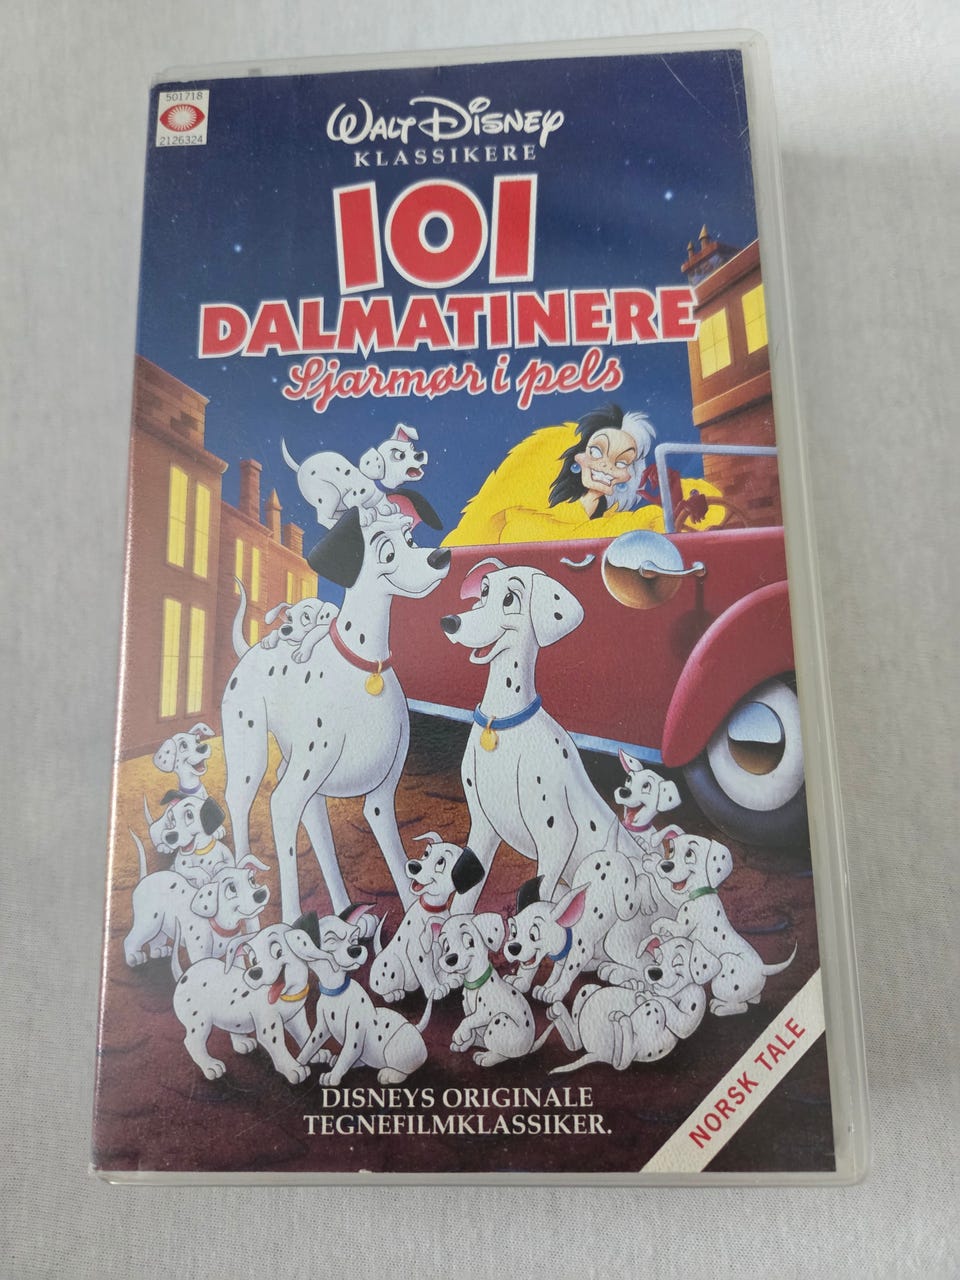 501718
2126324
WALT DISNEY
KLASSIKERE
101
DALMATINERE
Sjarmør i pels
DISNEYS ORIGINALE
TEGNEFILMKLASSIKER.
NORSK TALE